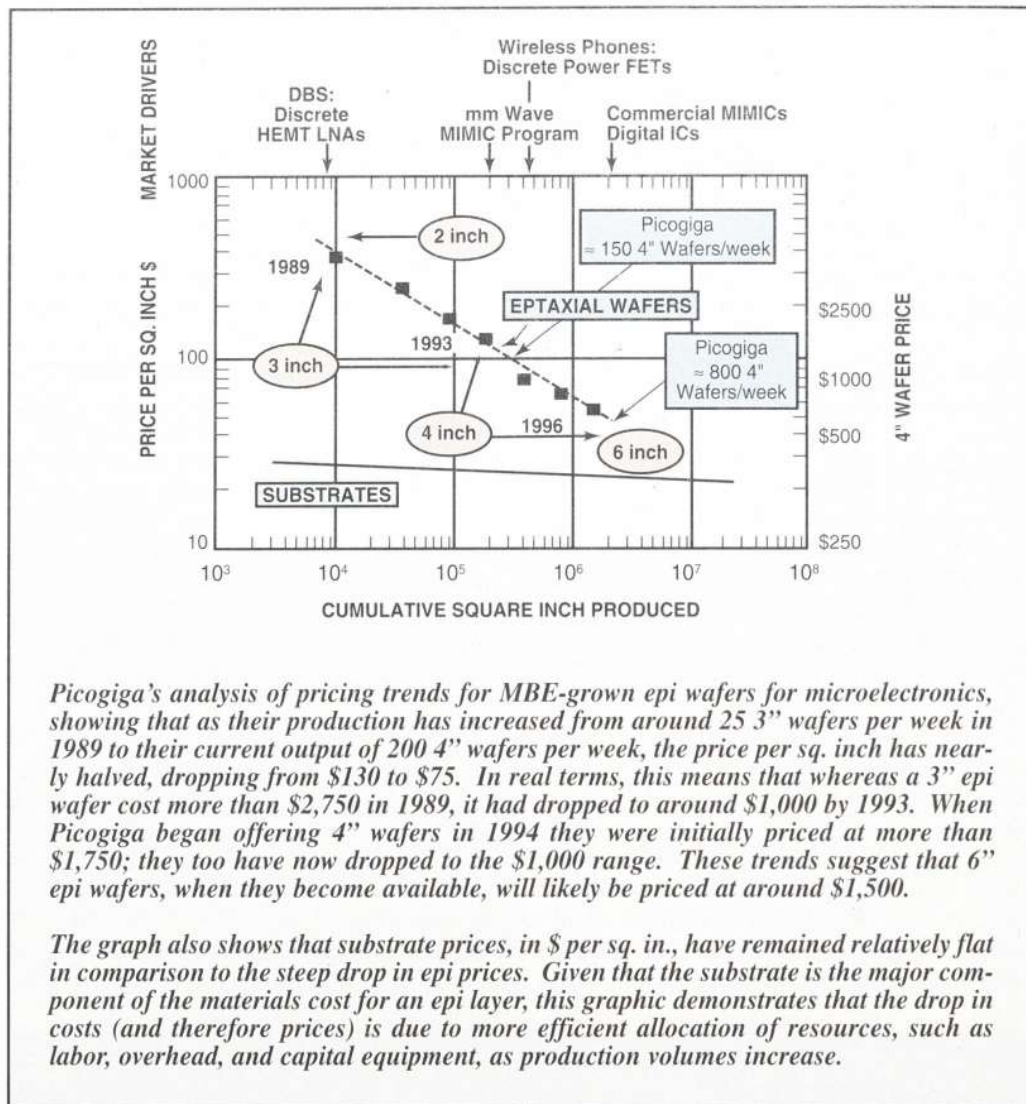 MARKET DRIVERS
Wireless Phones:
Discrete Power FETs
DBS:
Discrete
HEMT LNAs
mm Wave
MIMIC Program
Commercial MIMICs
Digital ICs
PRICE PER SQ. INCH $
1000
100
10
2 inch
1989
3 inch
1993
4 inch
1996
6 inch
Picogiga
≈ 150 4" Wafers/week
EPTAXIAL WAFERS
Picogiga
≈ 800 4"
Wafers/week
SUBSTRATES
4" WAFER PRICE
$2500
$1000
$500
$250
10³ 10⁴ 10⁵ 10⁶ 10⁷ 10⁸
CUMULATIVE SQUARE INCH PRODUCED
Picogiga's analysis of pricing trends for MBE-grown epi wafers for microelectronics,
showing that as their production has increased from around 25 3" wafers per week in
1989 to their current output of 200 4" wafers per week, the price per sq. inch has near-
ly halved, dropping from $130 to $75. In real terms, this means that whereas a 3" epi
wafer cost more than $2,750 in 1989, it had dropped to around $1,000 by 1993. When
Picogiga began offering 4" wafers in 1994 they were initially priced at more than
$1,750; they too have now dropped to the $1,000 range. These trends suggest that 6"
epi wafers, when they become available, will likely be priced at around $1,500.
The graph also shows that substrate prices, in $ per sq. in., have remained relatively flat
in comparison to the steep drop in epi prices. Given that the substrate is the major com-
ponent of the materials cost for an epi layer, this graphic demonstrates that the drop in
costs (and therefore prices) is due to more efficient allocation of resources, such as
labor, overhead, and capital equipment, as production volumes increase.